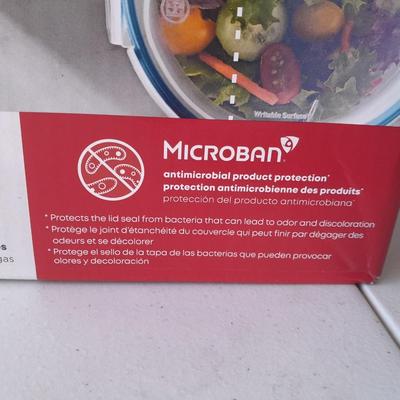 Writable Surface
MICROBAN
antimicrobial product protection*
protection antimicrobienne des produits*
protección del producto antimicrobiana*
* Protects the lid seal from bacteria that can lead to odor and discoloration
* Protège le joint d'étanchéité du couvercle qui peut finir par dégager des
odeurs et se décolorer
* Protege el sello de la tapa de las bacterias que pueden provocar
olores y decoloración
gas